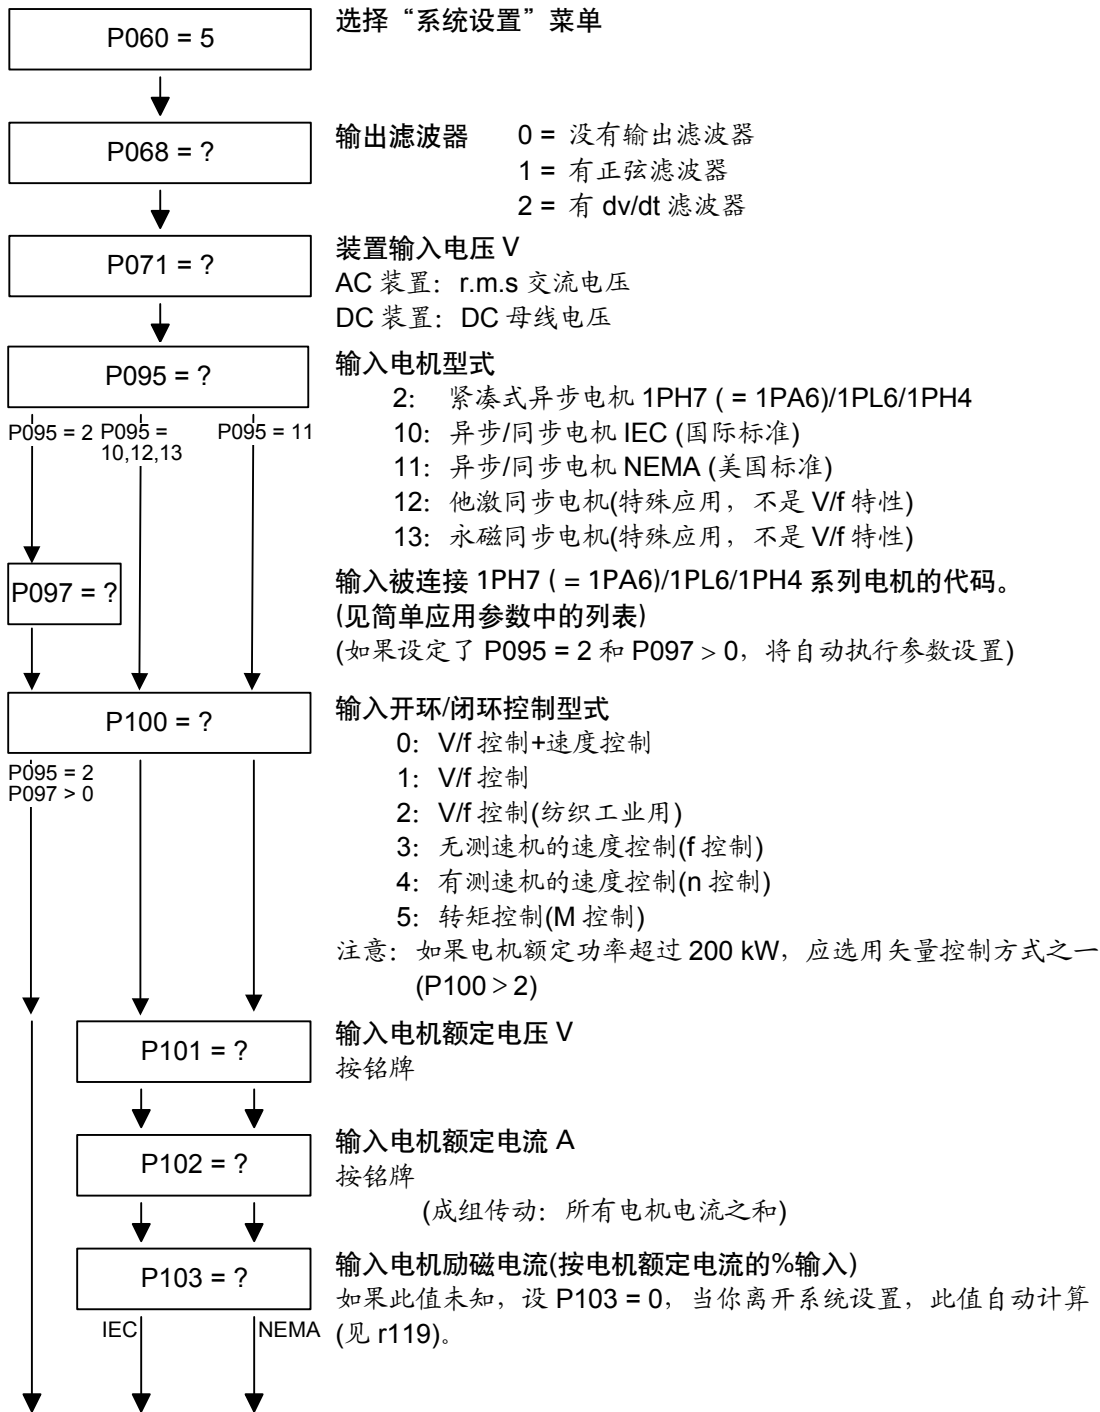 P060 = 5
选择“系统设置”菜单
P068 = ?
输出滤波器 0 = 没有输出滤波器
1 = 有正弦滤波器
2 = 有 dv/dt 滤波器
P071 = ?
装置输入电压 V
AC 装置：r.m.s 交流电压
DC 装置：DC 母线电压
P095 = ?
输入电机型式
2： 紧凑式异步电机 1PH7 ( = 1PA6)/1PL6/1PH4
10：异步/同步电机 IEC (国际标准)
11：异步/同步电机 NEMA (美国标准)
12：他激同步电机(特殊应用，不是 V/f 特性)
13：永磁同步电机(特殊应用，不是 V/f 特性)
P095 = 2 P095 = P095 = 11
10,12,13
P097 = ?
输入被连接 1PH7 ( = 1PA6)/1PL6/1PH4 系列电机的代码。
(见简单应用参数中的列表)
(如果设定了 P095 = 2 和 P097 > 0，将自动执行参数设置)
P100 = ?
输入开环/闭环控制型式
0：V/f 控制+速度控制
1：V/f 控制
2：V/f 控制(纺织工业用)
3：无测速机的速度控制(f 控制)
4：有测速机的速度控制(n 控制)
5：转矩控制(M 控制)
注意：如果电机额定功率超过 200 kW，应选用矢量控制方式之一
(P100 > 2)
P095 = 2
P097 > 0
P101 = ?
输入电机额定电压 V
按铭牌
P102 = ?
输入电机额定电流 A
按铭牌
(成组传动：所有电机电流之和)
P103 = ?
输入电机励磁电流(按电机额定电流的%输入)
如果此值未知，设 P103 = 0，当你离开系统设置，此值自动计算
(见 r119)。
IEC NEMA